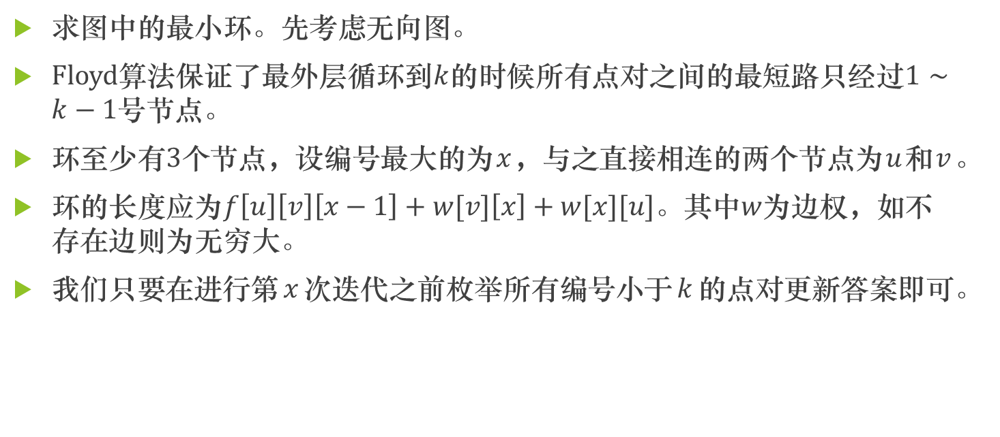 求图中的最小环。先考虑无向图。
Floyd算法保证了最外层循环到k的时候所有点对之间的最短路只经过1 ~
k − 1号节点。
环至少有3个节点，设编号最大的为x，与之直接相连的两个节点为u和v。
环的长度应为f[u][v][x − 1] + w[v][x] + w[x][u]。其中w为边权，如不
存在边则为无穷大。
我们只要在进行第 x 次迭代之前枚举所有编号小于 k 的点对更新答案即可。